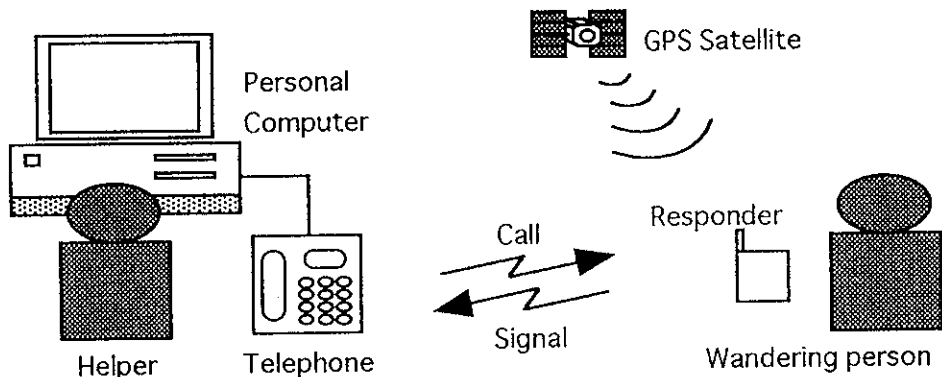 GPS Satellite
Personal
Computer
Responder
Call
Signal
Helper
Telephone
Wandering person